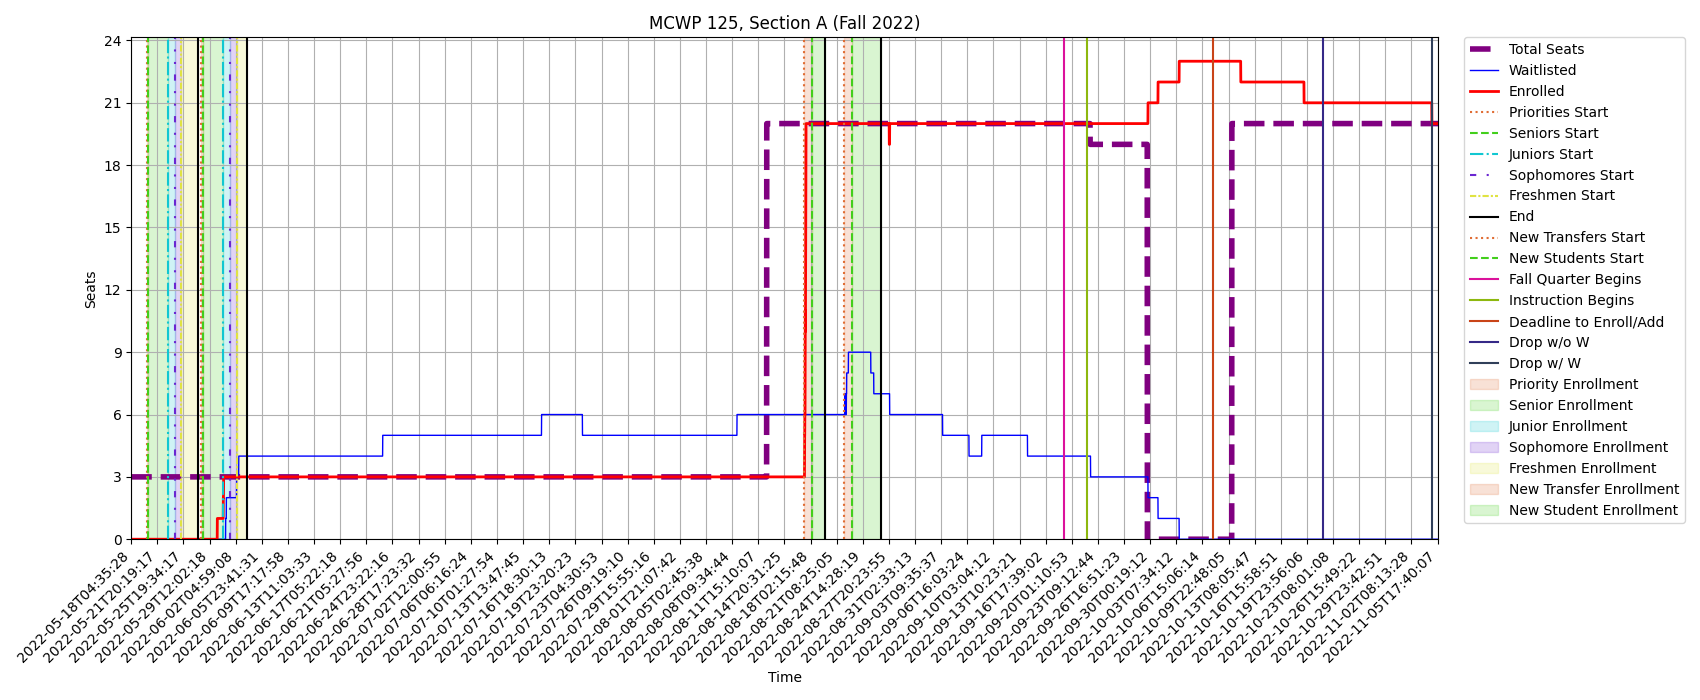 MCWP 125, Section A (Fall 2022)
Seats
24
21
18
15
12
9
6
3
0
2022-05-18T04:35:28
2022-05-21T20:19:17
2022-05-25T19:34:17
2022-05-29T12:02:18
2022-06-02T04:59:08
2022-06-05T23:41:31
2022-06-09T17:17:58
2022-06-13T11:03:33
2022-06-17T05:22:18
2022-06-21T05:27:56
2022-06-24T23:22:16
2022-06-28T17:23:32
2022-07-02T12:00:55
2022-07-06T06:16:24
2022-07-10T01:27:54
2022-07-13T13:47:45
2022-07-16T18:30:13
2022-07-19T23:20:23
2022-07-23T04:30:53
2022-07-26T09:19:10
2022-07-29T15:55:16
2022-08-01T21:07:42
2022-08-05T02:45:38
2022-08-08T09:34:44
2022-08-11T15:10:07
2022-08-14T20:31:25
2022-08-18T02:15:48
2022-08-21T08:25:05
2022-08-24T14:28:19
2022-08-27T20:23:55
2022-08-31T02:33:13
2022-09-03T09:35:37
2022-09-06T16:03:24
2022-09-10T03:04:12
2022-09-13T10:23:21
2022-09-16T17:39:02
2022-09-20T01:10:53
2022-09-23T09:12:44
2022-09-26T16:51:23
2022-09-30T00:19:12
2022-10-03T07:34:12
2022-10-06T15:06:14
2022-10-09T22:48:05
2022-10-13T08:05:47
2022-10-16T15:58:51
2022-10-19T23:56:06
2022-10-23T08:01:08
2022-10-26T15:49:22
2022-10-29T23:42:51
2022-11-02T08:13:28
2022-11-05T17:40:07
Time
Total Seats
Waitlisted
Enrolled
Priorities Start
Seniors Start
Juniors Start
Sophomores Start
Freshmen Start
End
New Transfers Start
New Students Start
Fall Quarter Begins
Instruction Begins
Deadline to Enroll/Add
Drop w/o W
Drop w/ W
Priority Enrollment
Senior Enrollment
Junior Enrollment
Sophomore Enrollment
Freshmen Enrollment
New Transfer Enrollment
New Student Enrollment